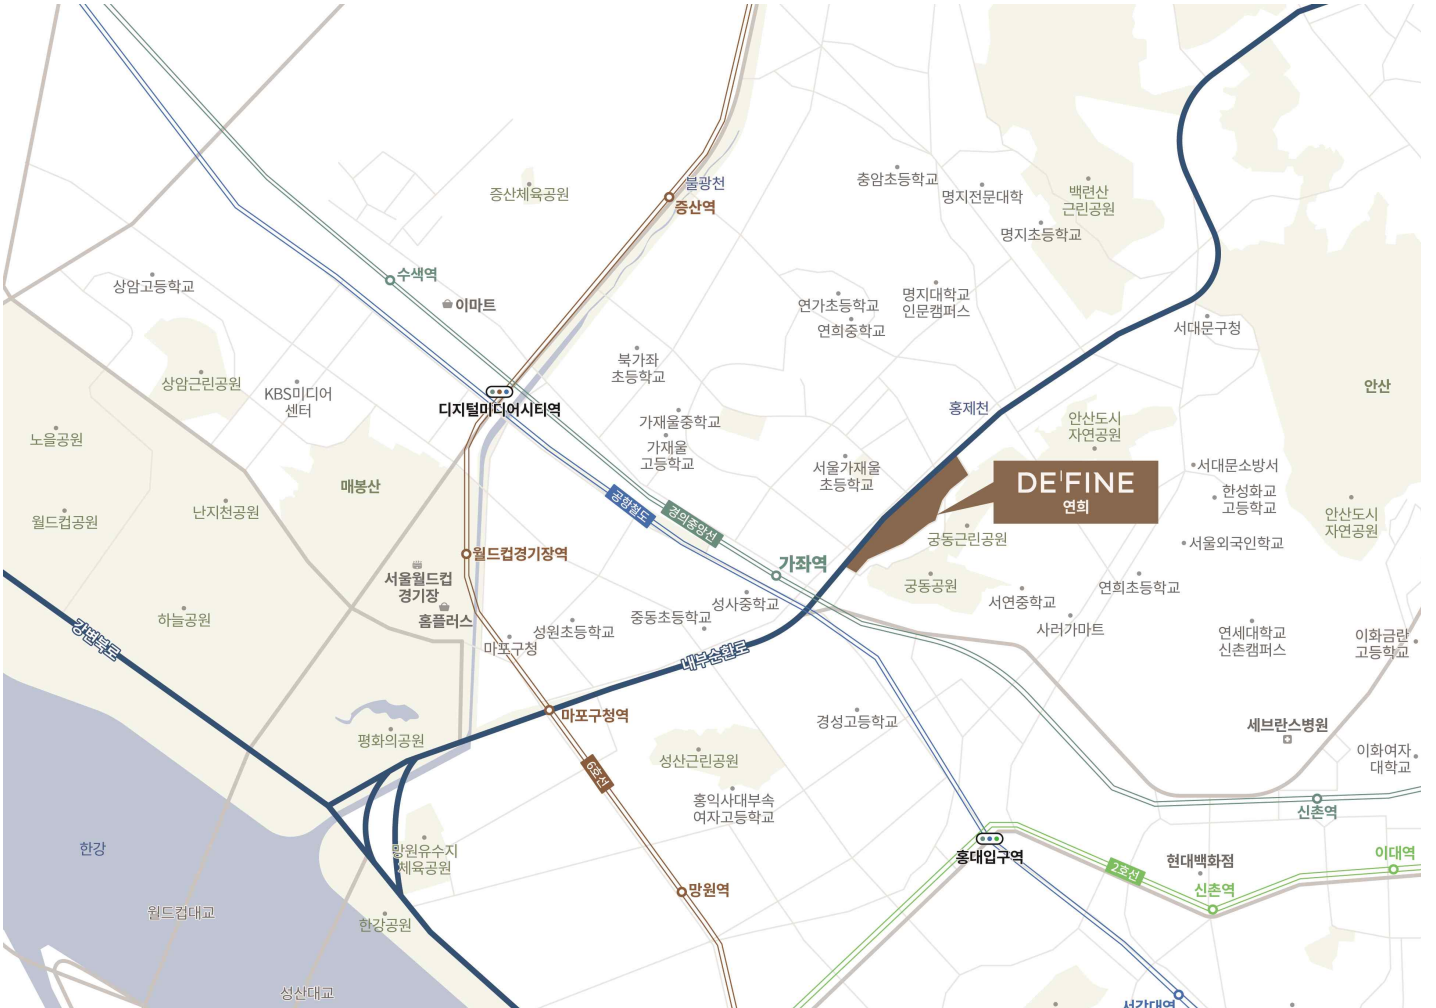 불광천
증산체육공원
증산역
충암초등학교
명지전문대학
백련산
근린공원
명지초등학교
수색역
상암고등학교
이마트
연가초등학교
연희중학교
명지대학교
인문캠퍼스
서대문구청
북가좌
초등학교
상암근린공원
KBS미디어
센터
디지털미디어시티역
안산
홍제천
가재울중학교
가재울
고등학교
안산도시
자연공원
노을공원
서울가재울
초등학교
서대문소방서
DE'FINE
연희
매봉산
한성화교
고등학교
월드컵공원
난지천공원
공항철도
경의중앙선
안산도시
자연공원
궁동근린공원
서울외국인학교
월드컵경기장역
가좌역
서울월드컵
경기장
궁동공원
연희초등학교
서연중학교
성사중학교
하늘공원
홈플러스
중동초등학교
성원초등학교
마포구청
사러가마트
연세대학교
신촌캠퍼스
이화금란
고등학교
강변북로
내부순환로
마포구청역
경성고등학교
세브란스병원
평화의공원
성산근린공원
이화여자
대학교
6호선
홍익사대부속
여자고등학교
신촌역
한강
망원유수지
체육공원
홍대입구역
현대백화점
이대역
2호선
신촌역
망원역
월드컵대교
한강공원
성산대교
서강대역